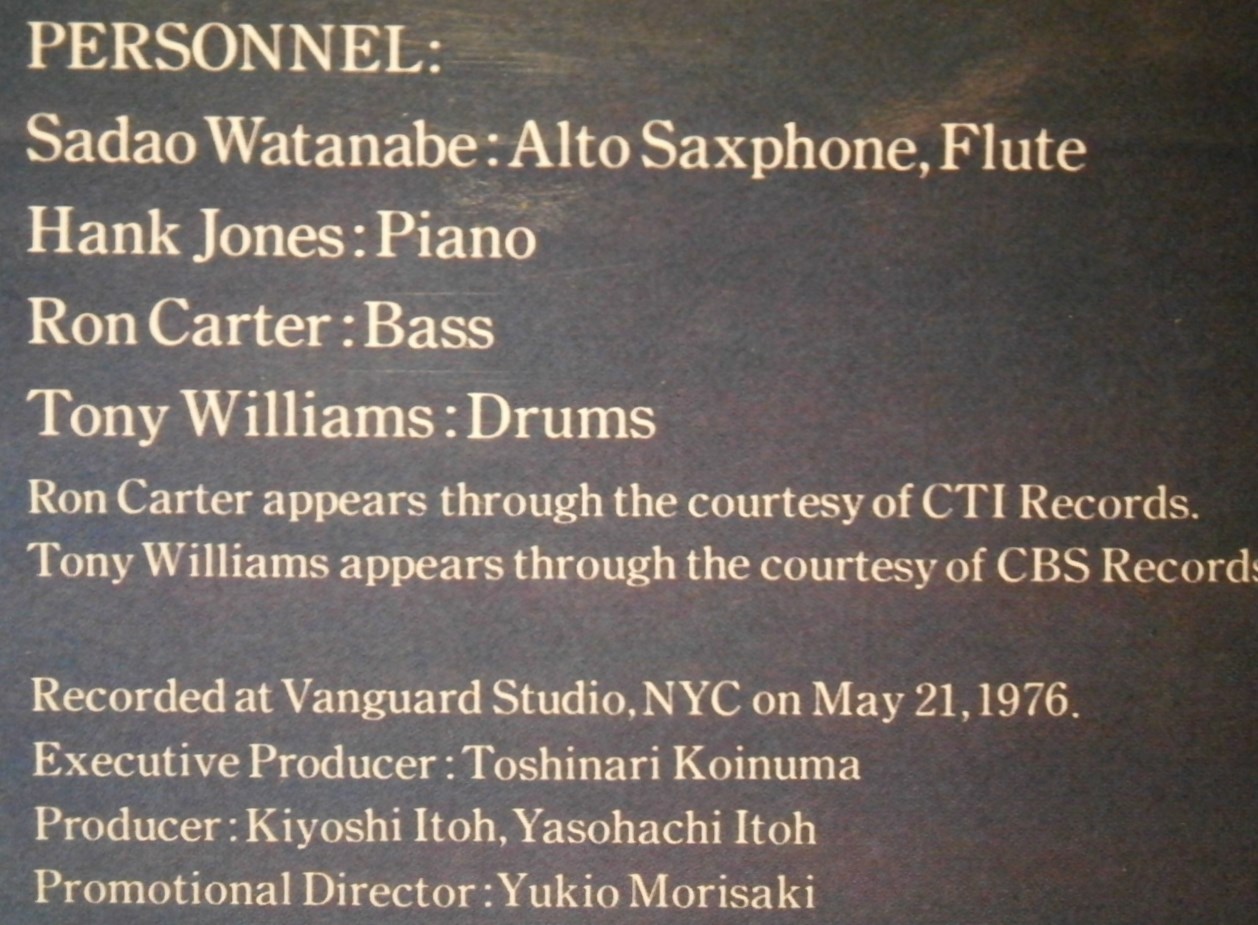 PERSONNEL:
Sadao Watanabe: Alto Saxphone, Flute
Hank Jones: Piano
Ron Carter: Bass
Tony Williams: Drums
Ron Carter appears through the courtesy of CTI Records.
Tony Williams appears through the courtesy of CBS Records
Recorded at Vanguard Studio, NYC on May 21, 1976.
Executive Producer: Toshinari Koinuma
Producer: Kiyoshi Itoh, Yasohachi Itoh
Promotional Director: Yukio Morisaki